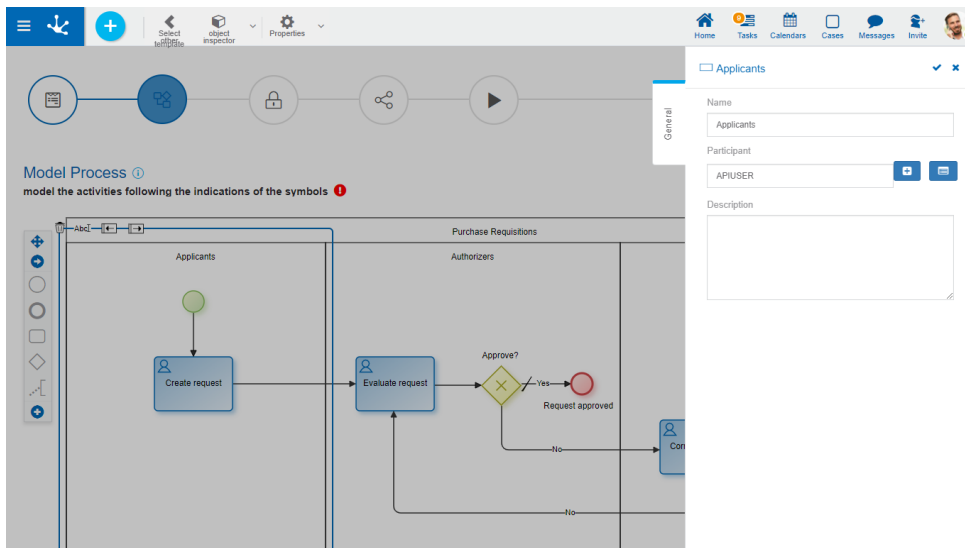 Select
other
template
object
inspector
Properties
Home
Tasks
Calendars
Cases
Messages
Invite
General
Applicants
Name
Applicants
Participant
APIUSER
Description
Model Process
model the activities following the indications of the symbols
Abc
Purchase Requisitions
Applicants
Authorizers
Create request
Evaluate request
Approve?
Yes
Request approved
No
Corr
No